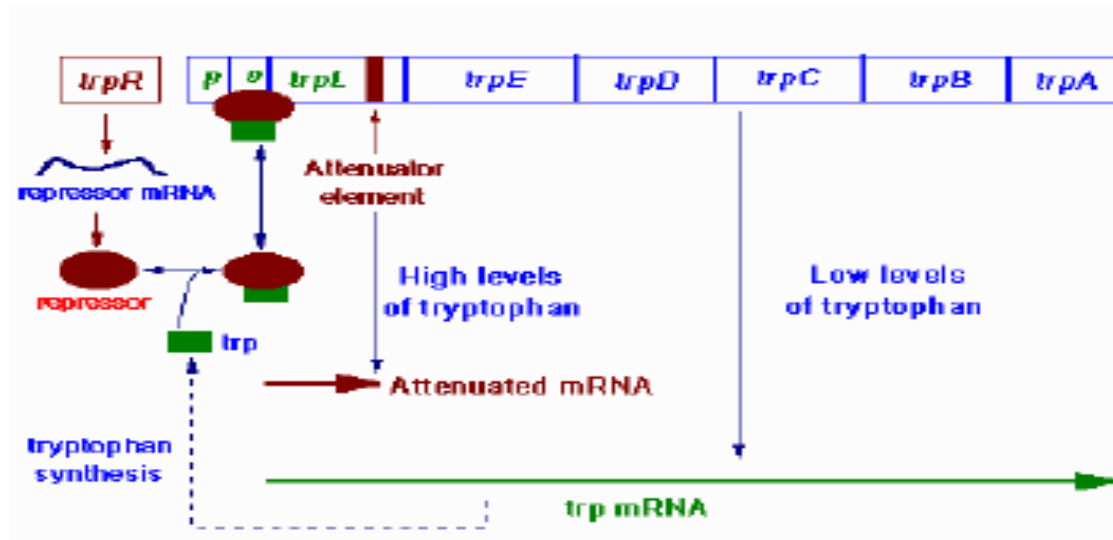 trpR
p o trpL trpE trpD trpC trpB trpA
Attenuator
element
repressor mRNA
repressor
trp
High levels
of tryptophan
Low levels
of tryptophan
Attenuated mRNA
tryptophan
synthesis
trp mRNA